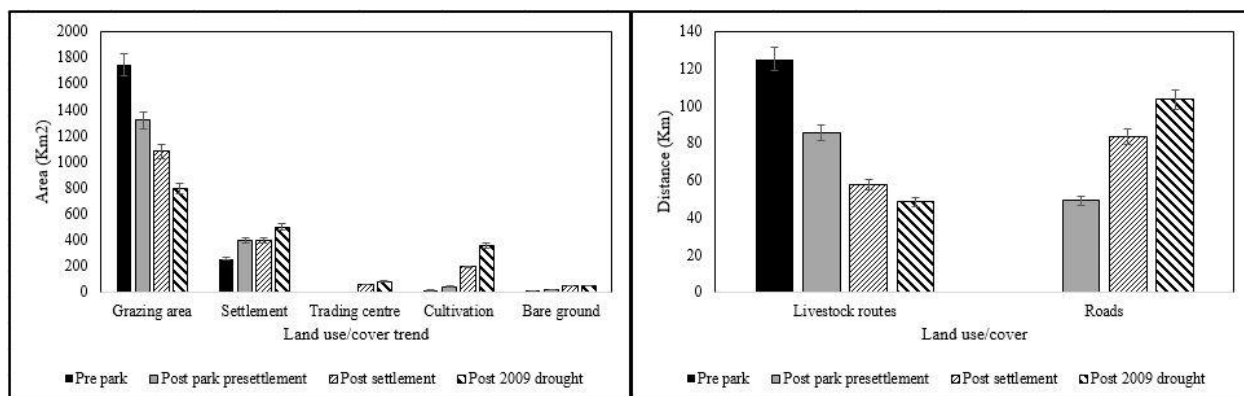 2000
1800
1600
1400
1200
1000
800
600
400
200
0
Area (Km2)
Grazing area Settlement Trading centre Cultivation Bare ground
Land use/cover trend
Pre park Post park presettlement Post settlement Post 2009 drought
140
120
100
80
60
40
20
0
Distance (Km)
Livestock routes Roads
Land use/cover
Pre park Post park presettlement Post settlement Post 2009 drought